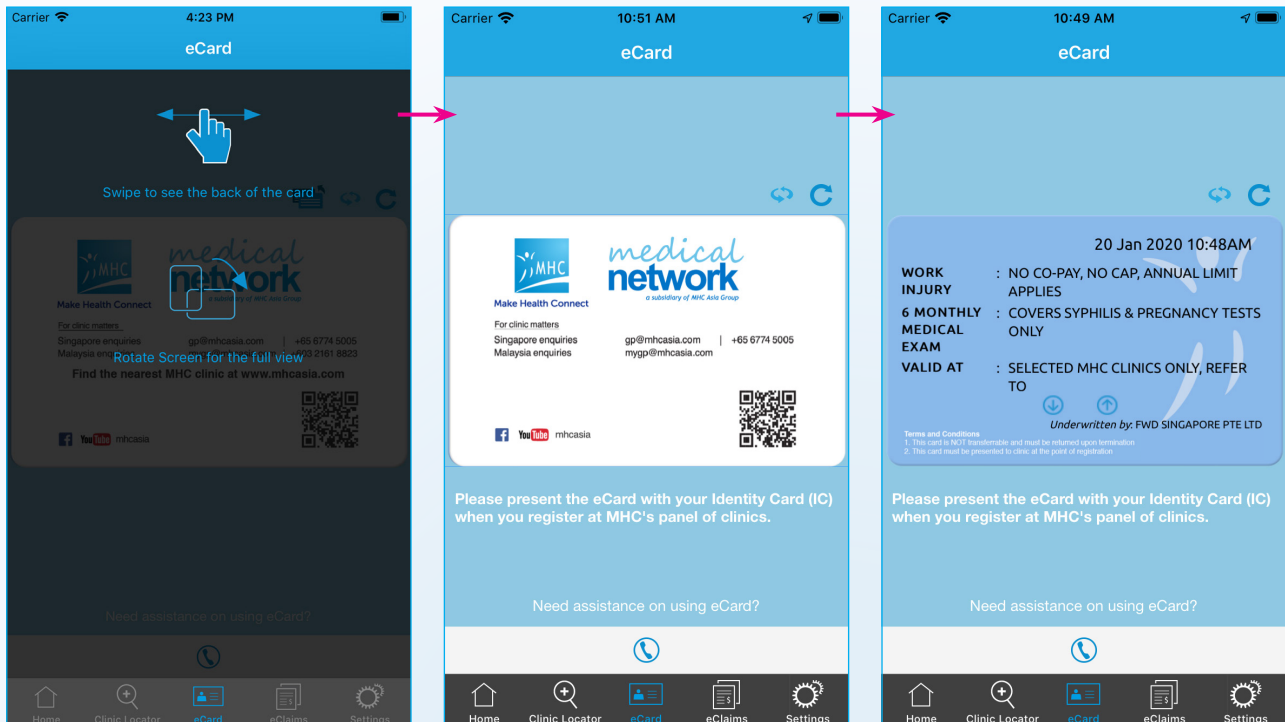 Carrier 4:23 PM
eCard
Swipe to see the back of the card
MHC
Make Health Connect
medical
network
a subsidiary of MHC Asia Group
For clinic matters
Singapore enquiries gp@mhcasia.com | +65 6774 5005
Malaysia enquiries
Rotate Screen for the full view
Find the nearest MHC clinic at www.mhcasia.com
You Tube mhcasia
Need assistance on using eCard?
Home Clinic Locator eCard eClaims Settings
Carrier 10:51 AM
eCard
MHC
Make Health Connect
medical
network
a subsidiary of MHC Asia Group
For clinic matters
Singapore enquiries gp@mhcasia.com | +65 6774 5005
Malaysia enquiries mygp@mhcasia.com
You Tube mhcasia
Please present the eCard with your Identity Card (IC)
when you register at MHC's panel of clinics.
Need assistance on using eCard?
Home Clinic Locator eCard eClaims Settings
Carrier 10:49 AM
eCard
20 Jan 2020 10:48AM
WORK : NO CO-PAY, NO CAP, ANNUAL LIMIT
INJURY APPLIES
6 MONTHLY : COVERS SYPHILIS & PREGNANCY TESTS
MEDICAL ONLY
EXAM
VALID AT : SELECTED MHC CLINICS ONLY, REFER
TO
Underwritten by: FWD SINGAPORE PTE LTD
Terms and Conditions
1. This card is NOT transferrable and must be returned upon termination
2. This card must be presented to clinic at the point of registration
Please present the eCard with your Identity Card (IC)
when you register at MHC's panel of clinics.
Need assistance on using eCard?
Home Clinic Locator eCard eClaims Settings